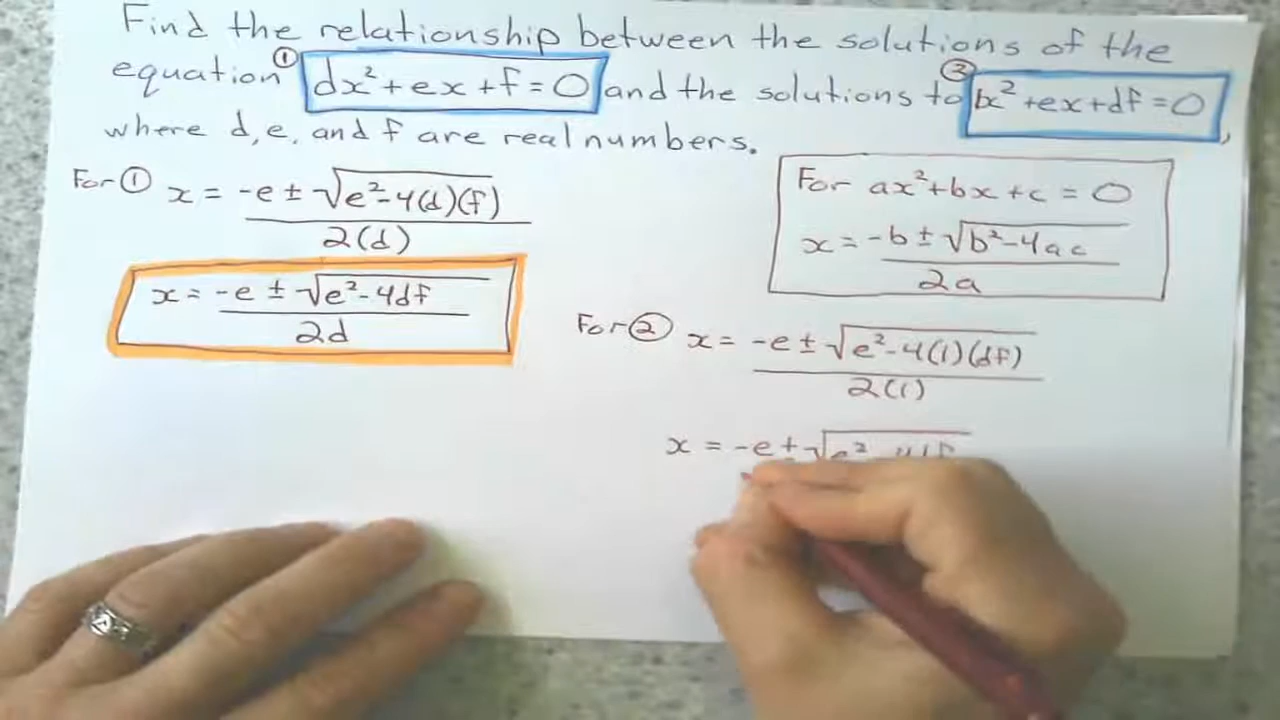 Find the relationship between the solutions of the
equation ① dx² + ex + f = 0 and the solutions to ② x² + ex + df = 0
where d, e, and f are real numbers.
For ① x = -e ± √e² - 4(d)(f)
2(d)
x = -e ± √e² - 4df
2d
For ax² + bx + c = 0
x = -b ± √b² - 4ac
2a
For ② x = -e ± √e² - 4(1)(df)
2(1)
x = -e ± √e² - 4df